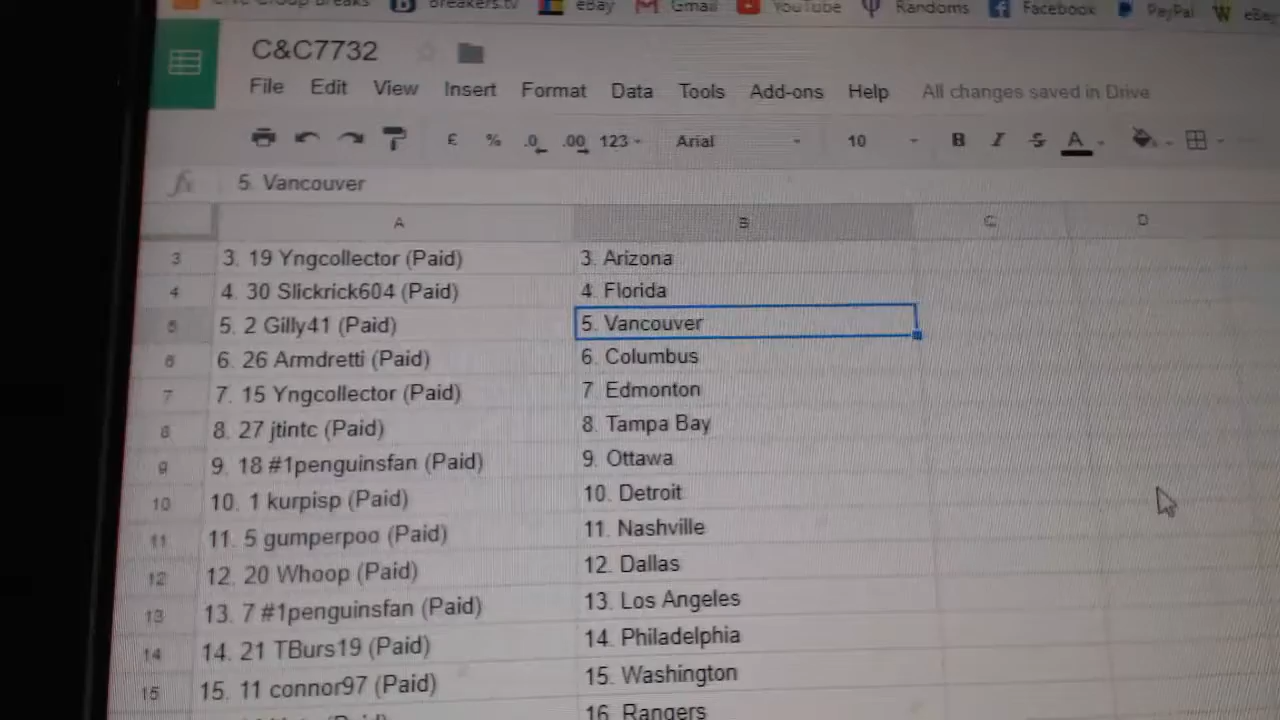 Breaks Breakers.tv eBay Gmail YouTube Randoms Facebook PayPal
C&C7732
File Edit View Insert Format Data Tools Add-ons Help All changes saved in Drive
£ % .0 .00 123 Arial 10 B I S A
fx 5. Vancouver
A B C D
3 3. 19 Yngcollector (Paid) 3. Arizona
4 4. 30 Slickrick604 (Paid) 4. Florida
5 5. 2 Gilly41 (Paid) 5. Vancouver
6 6. 26 Armdretti (Paid) 6. Columbus
7 7. 15 Yngcollector (Paid) 7. Edmonton
8 8. 27 jtintc (Paid) 8. Tampa Bay
9 9. 18 #1penguinsfan (Paid) 9. Ottawa
10 10. 1 kurpisp (Paid) 10. Detroit
11 11. 5 gumperpoo (Paid) 11. Nashville
12 12. 20 Whoop (Paid) 12. Dallas
13 13. 7 #1penguinsfan (Paid) 13. Los Angeles
14 14. 21 TBurs19 (Paid) 14. Philadelphia
15 15. 11 connor97 (Paid) 15. Washington
16. Rangers